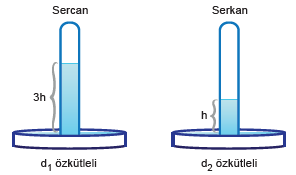 Sercan
Serkan
3h
h
d₁ özkütleli
d₂ özkütleli